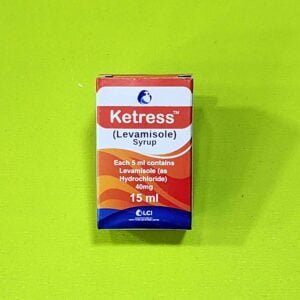 Ketress™
(Levamisole)
Syrup
Each 5 ml contains
Levamisole (as
Hydrochloride)
40mg
15 ml
LCI